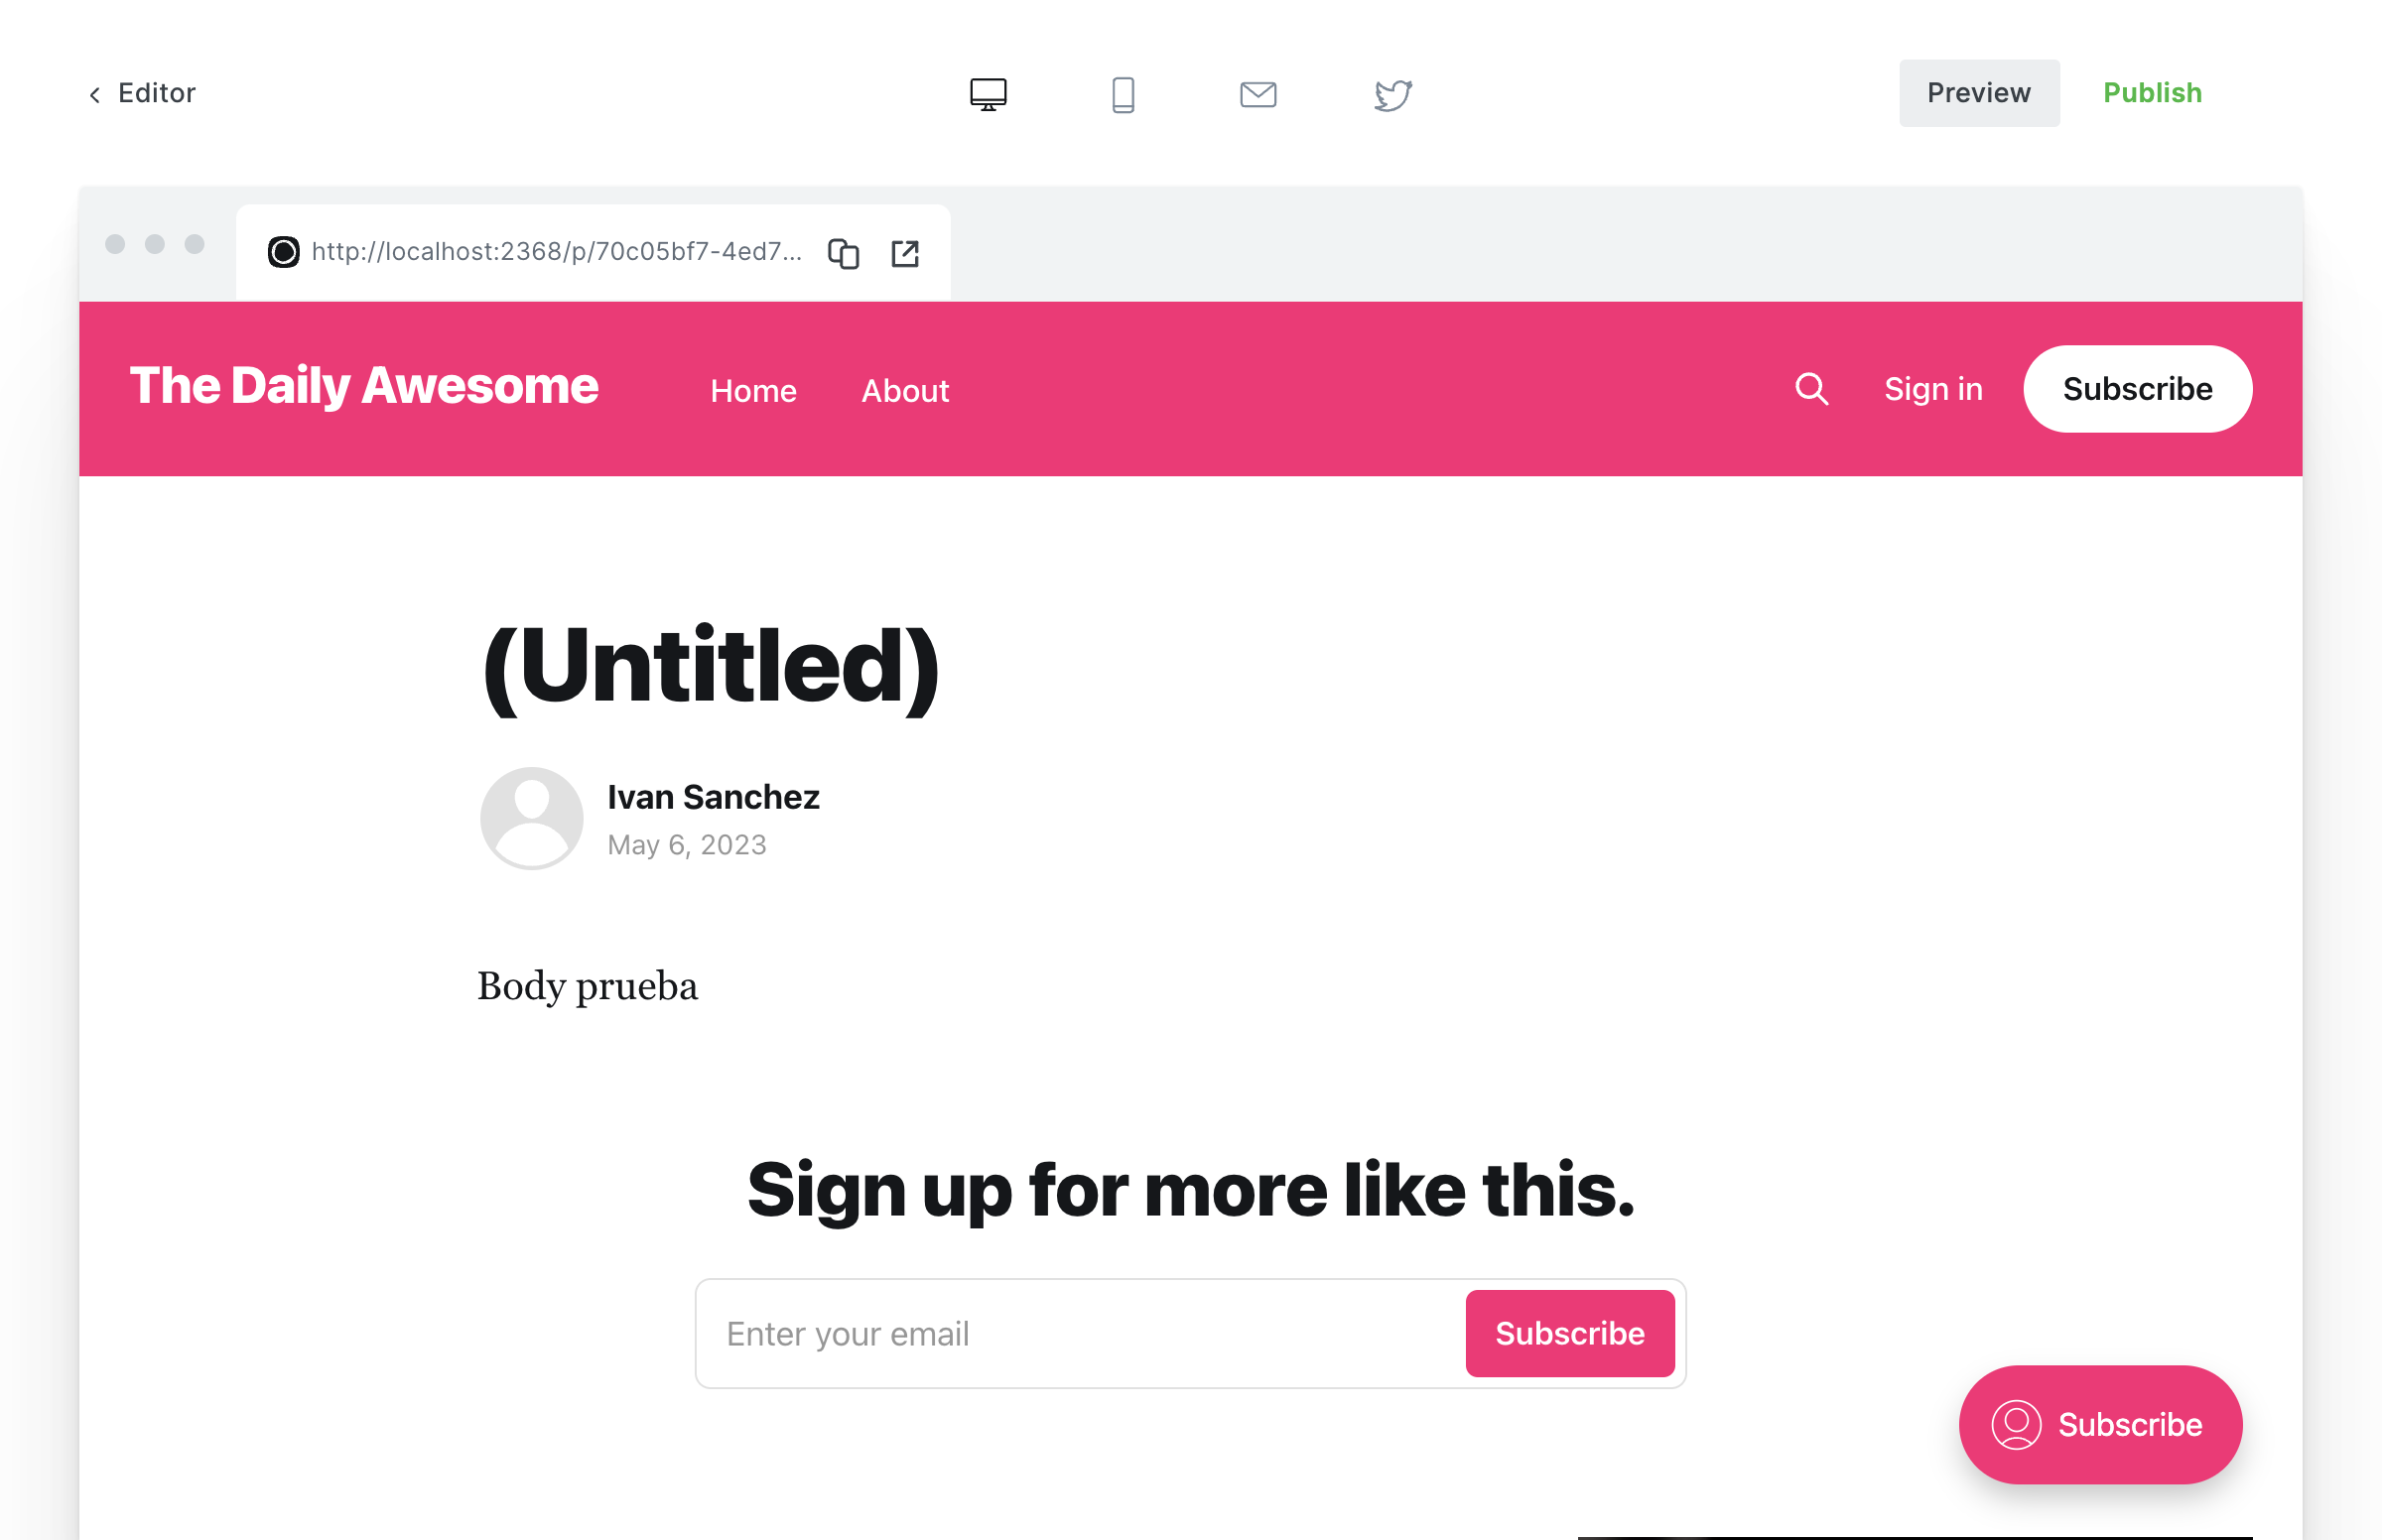 Editor
Preview
Publish
http://localhost:2368/p/70c05bf7-4ed7...
The Daily Awesome
Home
About
Sign in
Subscribe
(Untitled)
Ivan Sanchez
May 6, 2023
Body prueba
Sign up for more like this.
Enter your email
Subscribe
Subscribe